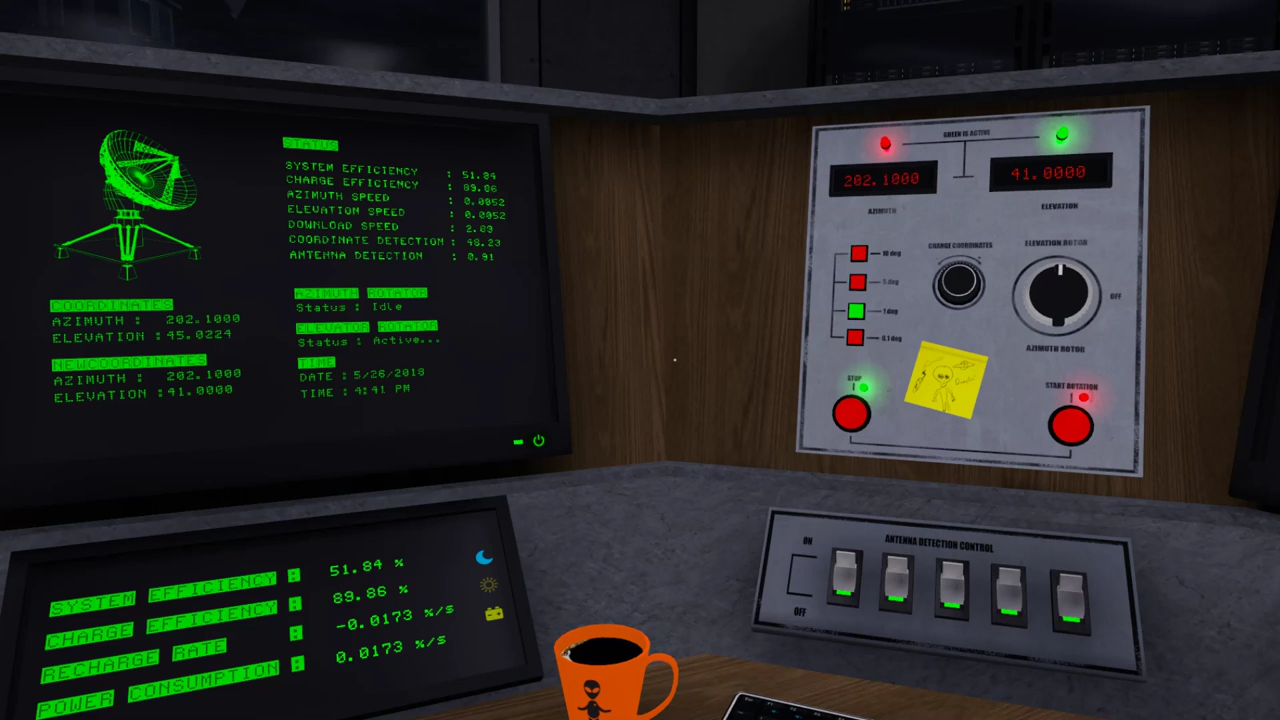 STATUS
SYSTEM EFFICIENCY : 51.84
CHARGE EFFICIENCY : 89.86
AZIMUTH SPEED : 0.0052
ELEVATION SPEED : 0.0052
DOWNLOAD SPEED : 2.09
COORDINATE DETECTION : 48.23
ANTENNA DETECTION : 0.91
COORDINATES
AZIMUTH : 202.1000
ELEVATION : 45.0224
NEWCOORDINATES
AZIMUTH : 202.1000
ELEVATION : 41.0000
AZIMUTH ROTATOR
Status : Idle
ELEVATOR ROTATOR
Status : Active...
TIME
DATE : 5/26/2018
TIME : 4:41 PM
GREEN IS ACTIVE
202.1000
41.0000
AZIMUTH
ELEVATION
10 deg
5 deg
1 deg
0,1 deg
CHANGE COORDINATES
ELEVATION ROTOR
OFF
AZIMUTH ROTOR
STOP
START ROTATION
SYSTEM EFFICIENCY : 51.84 %
CHARGE EFFICIENCY : 89.86 %
RECHARGE RATE : -0.0173 %/S
POWER CONSUMPTION : 0.0173 %/S
ANTENNA DETECTION CONTROL
ON
OFF